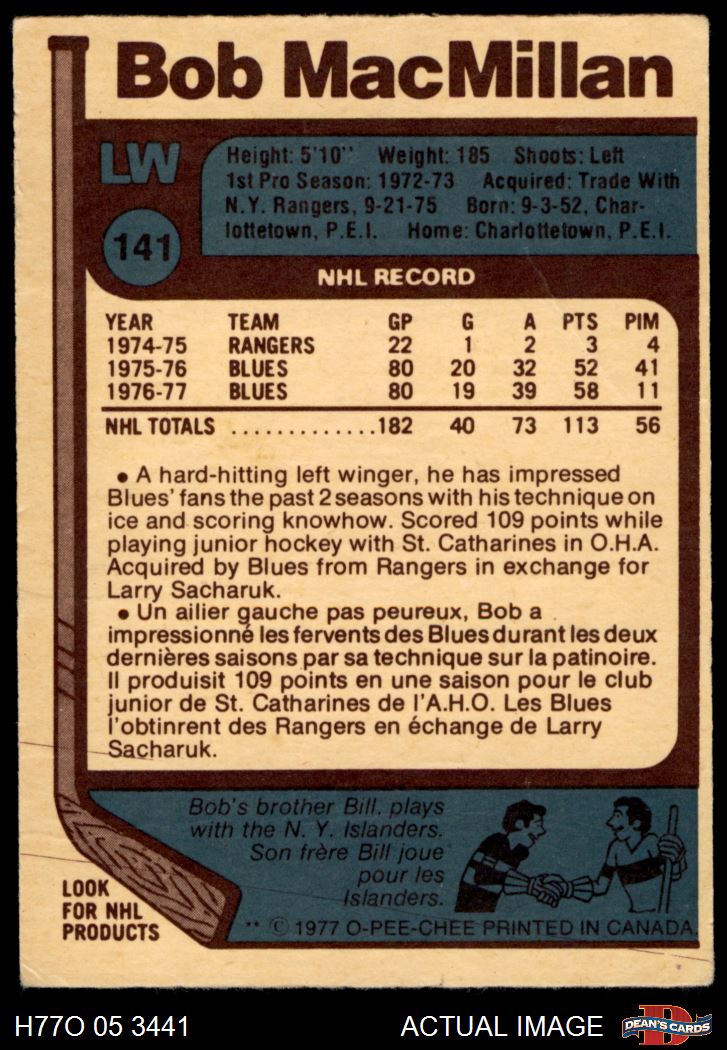 Bob MacMillan
LW
141
Height: 5'10" Weight: 185 Shoots: Left
1st Pro Season: 1972-73 Acquired: Trade With
N.Y. Rangers, 9-21-75 Born: 9-3-52, Char-
lottetown, P.E.I. Home: Charlottetown, P.E.I.
NHL RECORD
YEAR TEAM GP G A PTS PIM
1974-75 RANGERS 22 1 2 3 4
1975-76 BLUES 80 20 32 52 41
1976-77 BLUES 80 19 39 58 11
NHL TOTALS .............182 40 73 113 56
• A hard-hitting left winger, he has impressed
Blues' fans the past 2 seasons with his technique on
ice and scoring knowhow. Scored 109 points while
playing junior hockey with St. Catharines in O.H.A.
Acquired by Blues from Rangers in exchange for
Larry Sacharuk.
• Un ailier gauche pas peureux, Bob a
impressionné les fervents des Blues durant les deux
dernières saisons par sa technique sur la patinoire.
Il produisit 109 points en une saison pour le club
junior de St. Catharines de l'A.H.O. Les Blues
l'obtinrent des Rangers en échange de Larry
Sacharuk.
Bob's brother Bill, plays
with the N. Y. Islanders.
Son frère Bill joue
pour les
Islanders.
LOOK
FOR NHL
PRODUCTS
** © 1977 O-PEE-CHEE PRINTED IN CANADA.
H77O 05 3441
ACTUAL IMAGE
D
DEAN'S CARDS